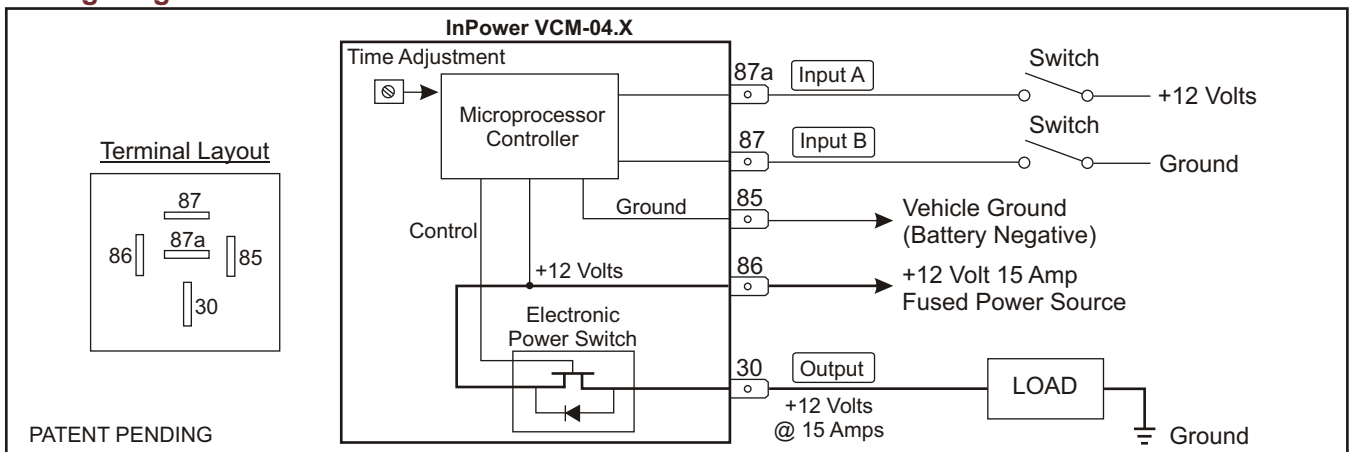 InPower VCM-04.X
Time Adjustment
Microprocessor
Controller
87a
Input A
Switch
+12 Volts
87
Input B
Switch
Ground
Terminal Layout
87
87a
86
85
30
Control
Ground
85
Vehicle Ground
(Battery Negative)
+12 Volts
86
+12 Volt 15 Amp
Fused Power Source
Electronic
Power Switch
30
Output
+12 Volts
@ 15 Amps
LOAD
Ground
PATENT PENDING